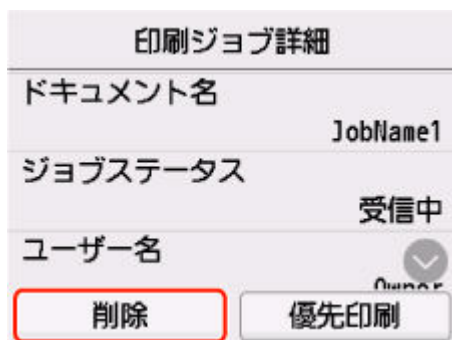 印刷ジョブ詳細
ドキュメント名
JobName1
ジョブステータス
受信中
ユーザー名
Owner
削除
優先印刷